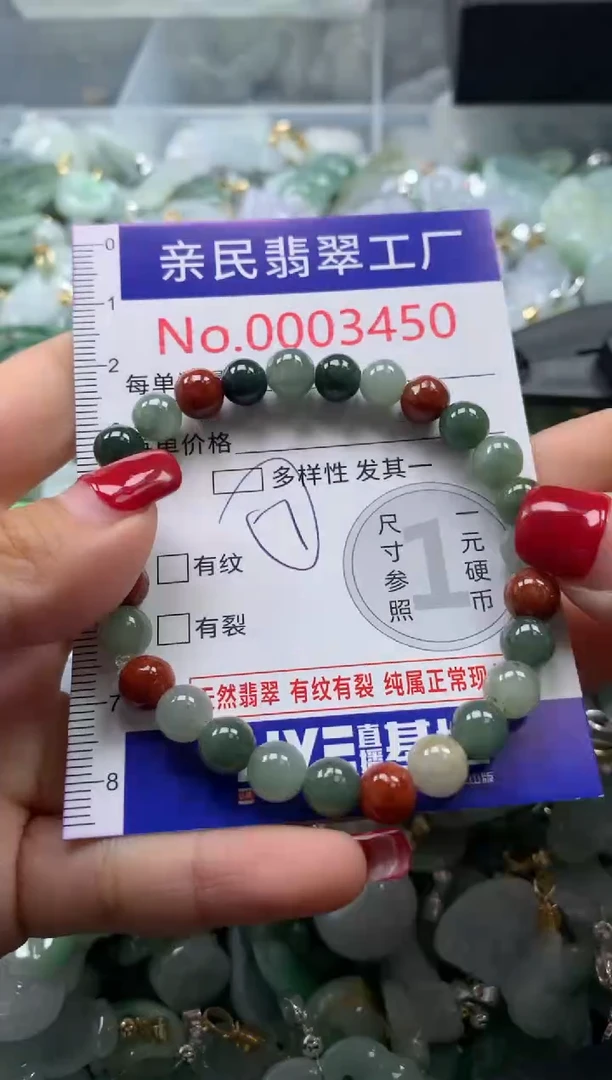 0 亲民翡翠工厂
1
No.0003450
2
每单
单价格
多样性 发其一
一元硬币
尺寸参照
1
有纹
有裂
然翡翠 有纹有裂 纯属正常现
7
直播
8